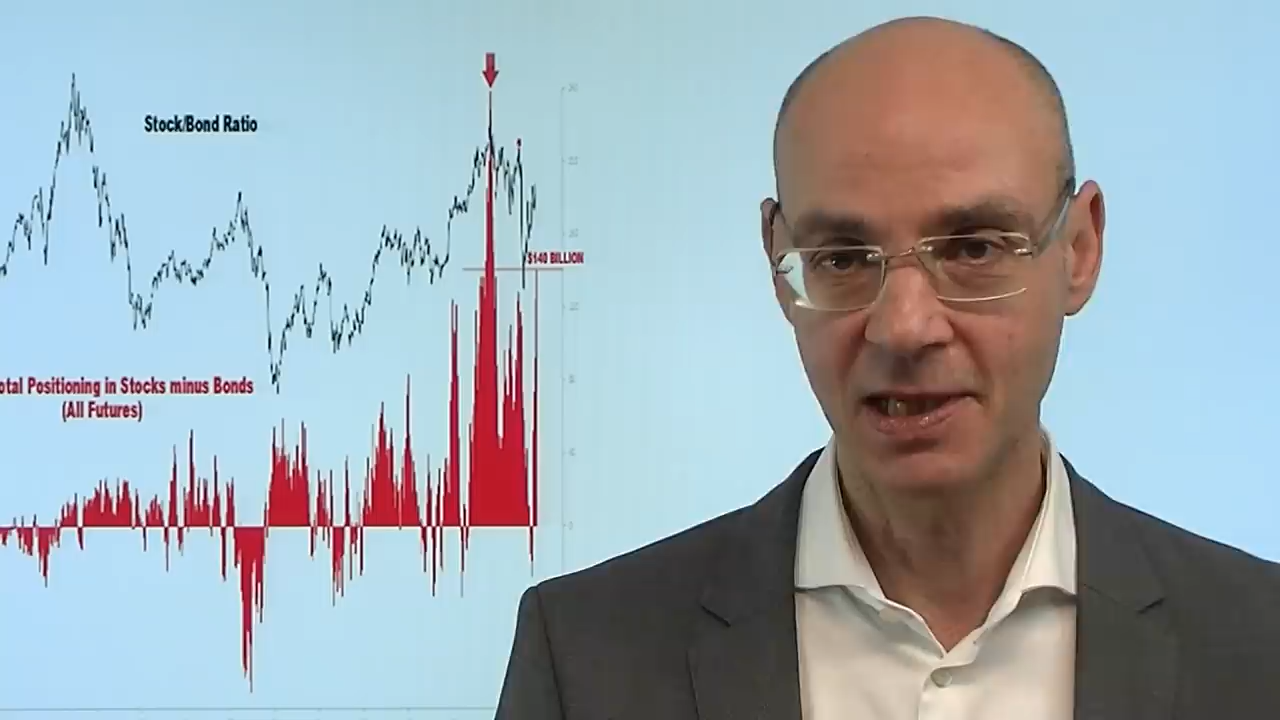 Stock/Bond Ratio
$140 BILLION
otal Positioning in Stocks minus Bonds
(All Futures)